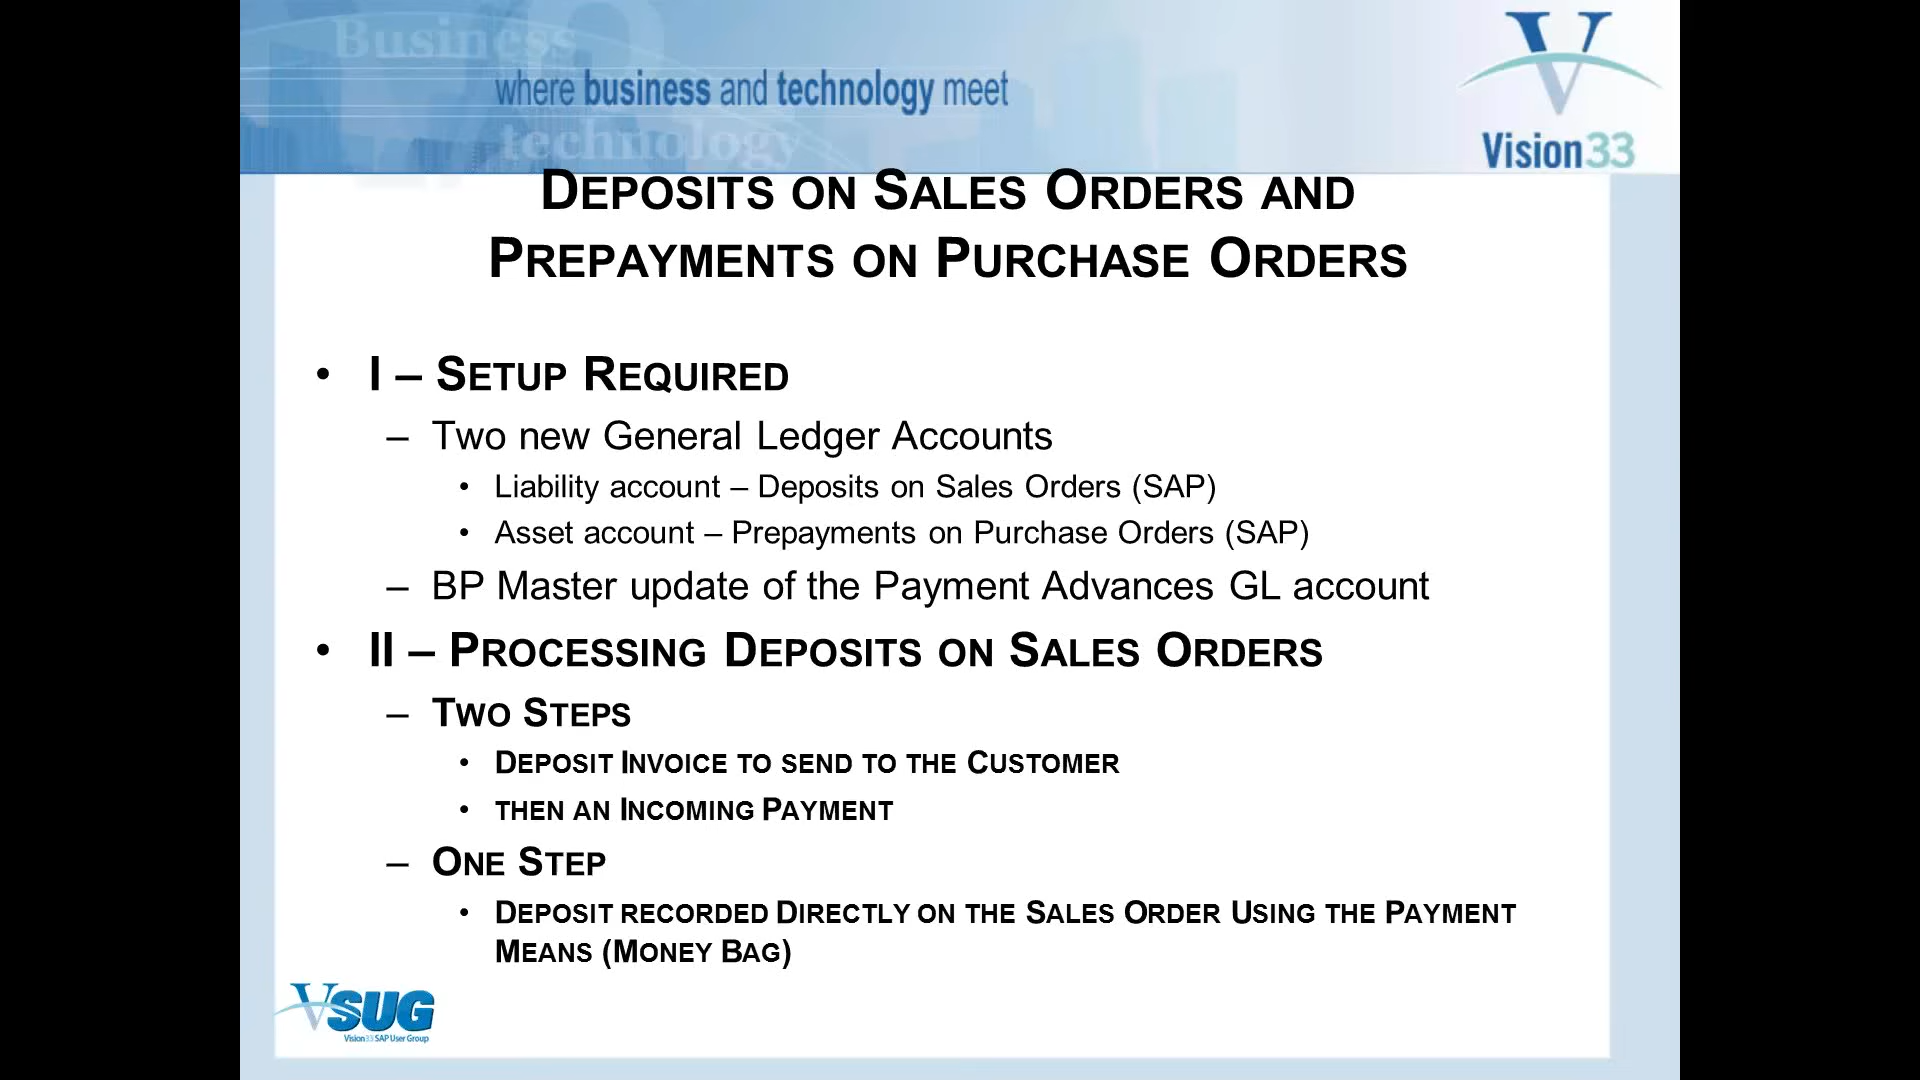 Business
where business and technology meet
technology
Vision33
DEPOSITS ON SALES ORDERS AND
PREPAYMENTS ON PURCHASE ORDERS
• I – SETUP REQUIRED
– Two new General Ledger Accounts
• Liability account – Deposits on Sales Orders (SAP)
• Asset account – Prepayments on Purchase Orders (SAP)
– BP Master update of the Payment Advances GL account
• II – PROCESSING DEPOSITS ON SALES ORDERS
– TWO STEPS
• DEPOSIT INVOICE TO SEND TO THE CUSTOMER
• THEN AN INCOMING PAYMENT
– ONE STEP
• DEPOSIT RECORDED DIRECTLY ON THE SALES ORDER USING THE PAYMENT
MEANS (MONEY BAG)
VSUG
Vision33 SAP User Group